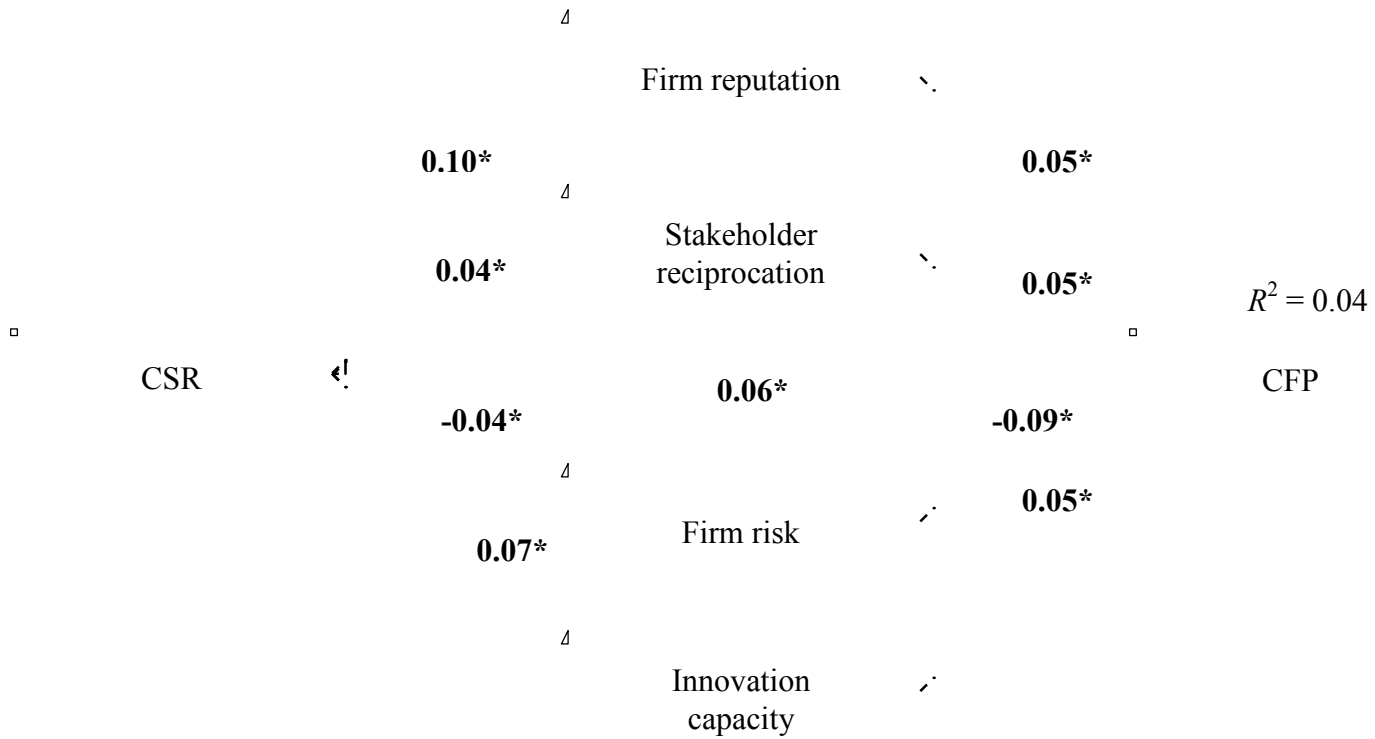 Firm reputation
0.10*
0.05*
Stakeholder
reciprocation
0.04*
0.05*
R² = 0.04
CSR
0.06*
CFP
-0.04*
-0.09*
0.05*
Firm risk
0.07*
Innovation
capacity